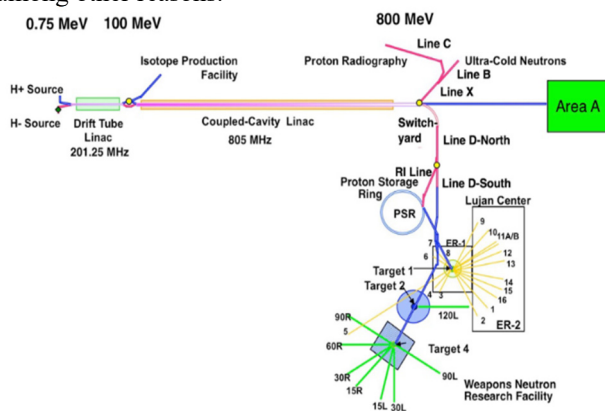 among other reasons.
0.75 MeV 100 MeV
800 MeV
Line C
Proton Radiography
Ultra-Cold Neutrons
Line B
Line X
Isotope Production
Facility
H+ Source
H- Source
Drift Tube
Linac
201.25 MHz
Coupled-Cavity Linac
805 MHz
Area A
Switch-
yard
Line D-North
RI Line
Line D-South
Proton Storage
Ring
PSR
Lujan Center
ER-1
9
10
11A/B
12
13
14
15
16
1
2
7
8
6
4
3
5
Target 1
Target 2
120L
ER-2
90R
60R
30R
15R
15L
30L
90L
Target 4
Weapons Neutron
Research Facility